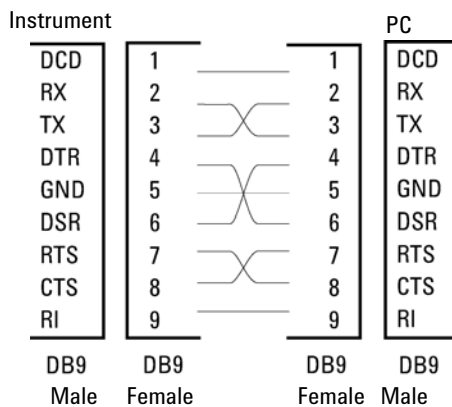 Instrument PC
DCD 1 1 DCD
RX 2 2 RX
TX 3 3 TX
DTR 4 4 DTR
GND 5 5 GND
DSR 6 6 DSR
RTS 7 7 RTS
CTS 8 8 CTS
RI 9 9 RI
DB9 DB9 DB9 DB9
Male Female Female Male